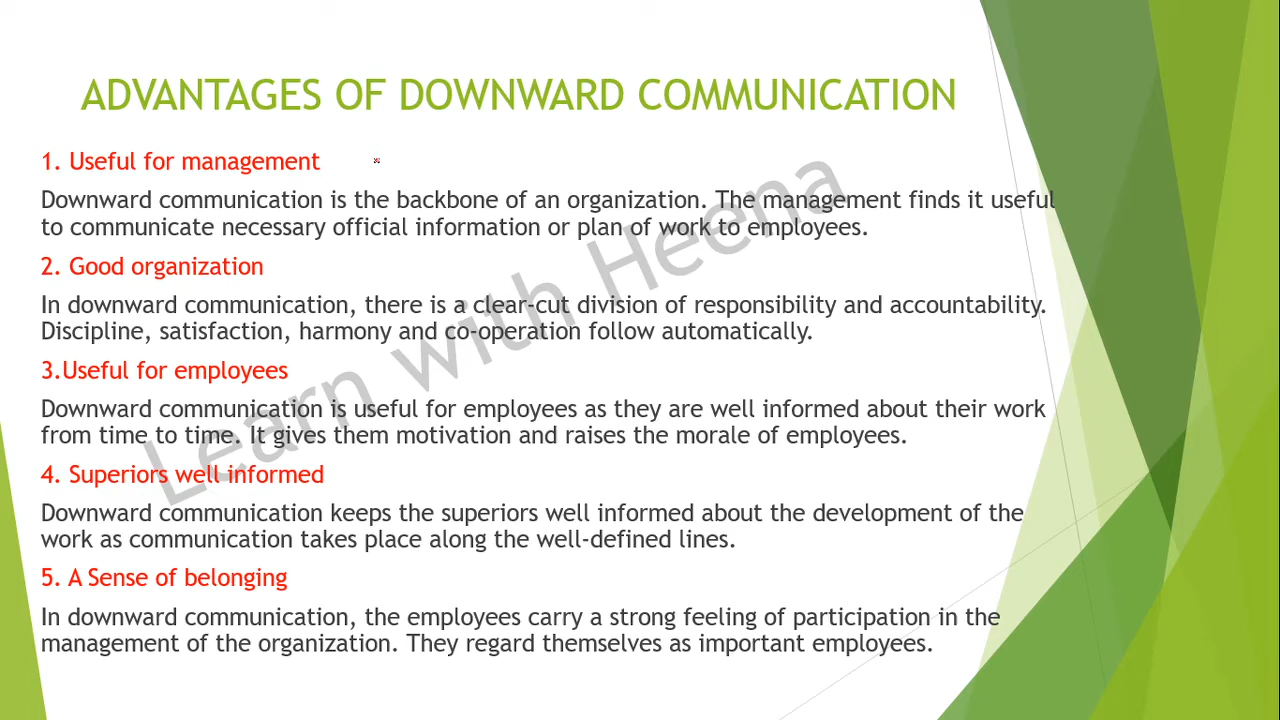 ADVANTAGES OF DOWNWARD COMMUNICATION
1. Useful for management
Downward communication is the backbone of an organization. The management finds it useful
to communicate necessary official information or plan of work to employees.
2. Good organization
In downward communication, there is a clear-cut division of responsibility and accountability.
Discipline, satisfaction, harmony and co-operation follow automatically.
3.Useful for employees
Downward communication is useful for employees as they are well informed about their work
from time to time. It gives them motivation and raises the morale of employees.
4. Superiors well informed
Downward communication keeps the superiors well informed about the development of the
work as communication takes place along the well-defined lines.
5. A Sense of belonging
In downward communication, the employees carry a strong feeling of participation in the
management of the organization. They regard themselves as important employees.
Learn with Heena